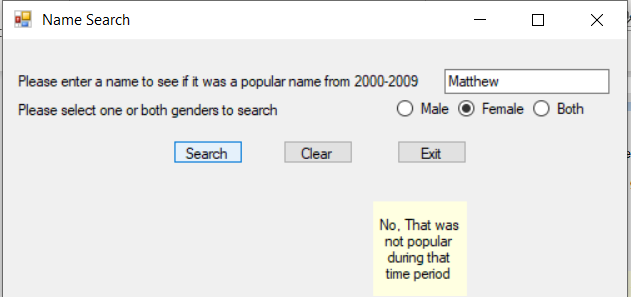 Name Search
Please enter a name to see if it was a popular name from 2000-2009 Matthew
Please select one or both genders to search Male Female Both
Search Clear Exit
No, That was
not popular
during that
time period